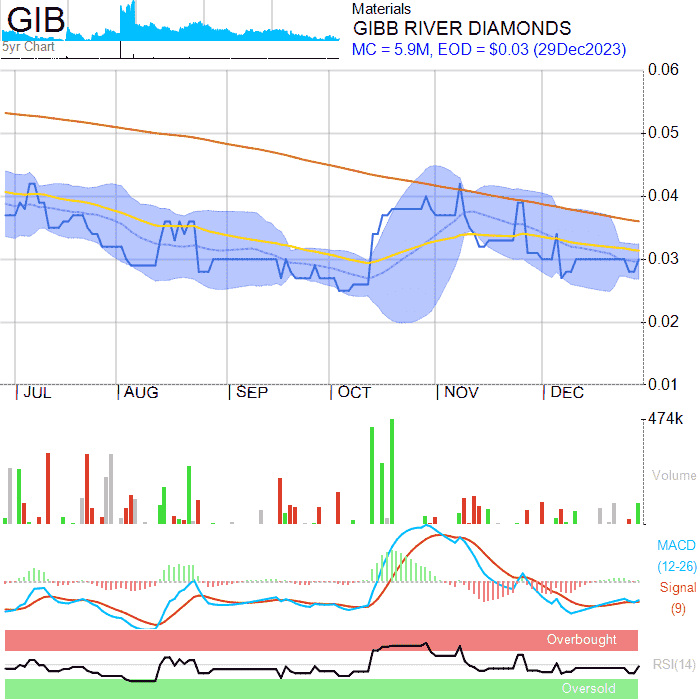 GIB
5yr Chart
Materials
GIBB RIVER DIAMONDS
MC = 5.9M, EOD = $0.03 (29Dec2023)
0.06
0.05
0.04
0.03
0.02
0.01
JUL AUG SEP OCT NOV DEC
474k
Volume
MACD
(12-26)
Signal
(9)
Overbought
RSI(14)
Oversold